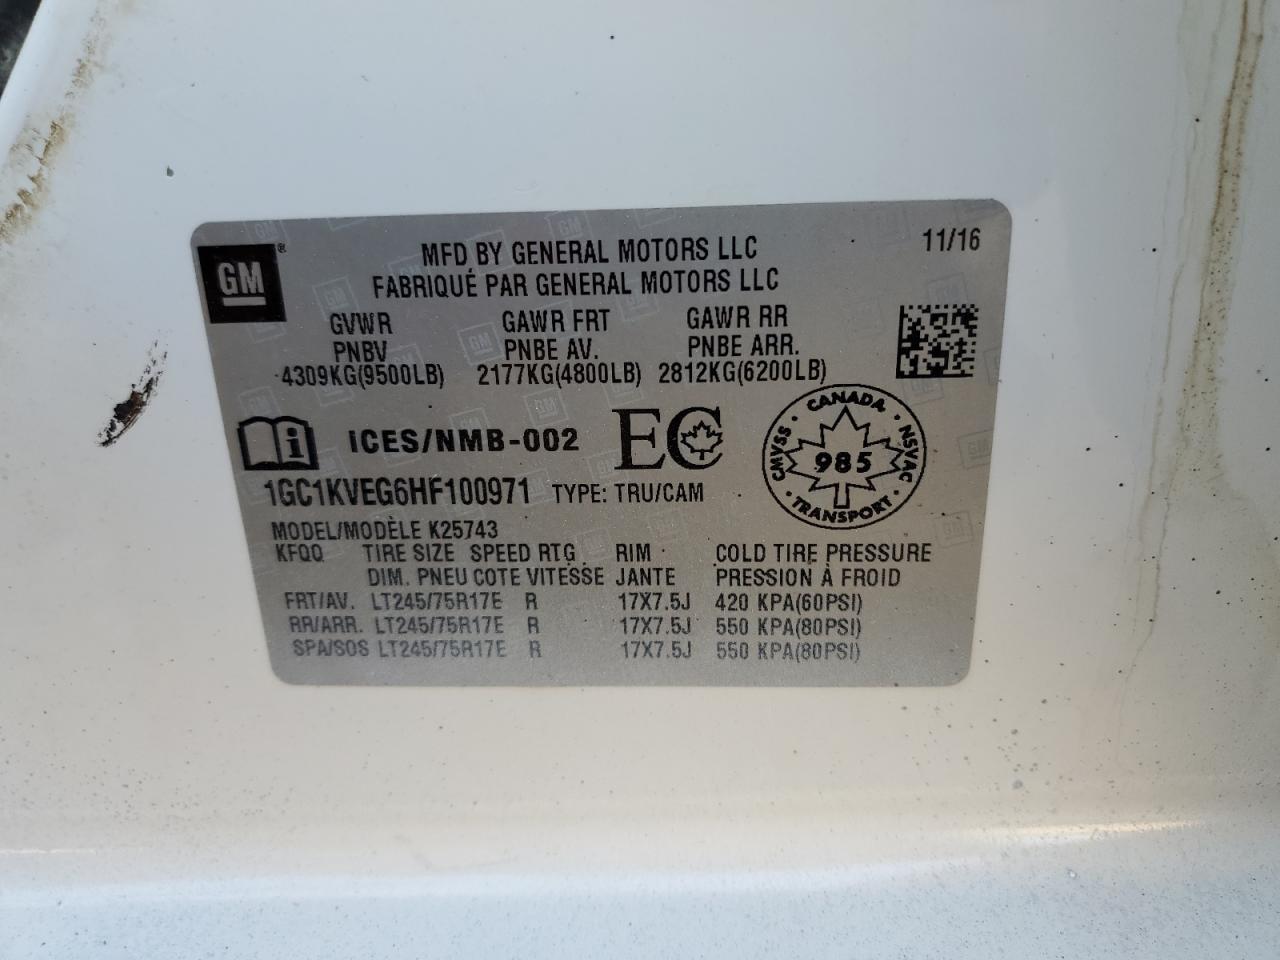 GM ®
MFD BY GENERAL MOTORS LLC 11/16
FABRIQUÉ PAR GENERAL MOTORS LLC
GVWR GAWR FRT GAWR RR
PNBV PNBE AV. PNBE ARR.
4309KG(9500LB) 2177KG(4800LB) 2812KG(6200LB)
i ICES/NMB-002 EC
CANADA
CMVSS 985 NSVAC
TRANSPORT
1GC1KVEG6HF100971 TYPE: TRU/CAM
MODEL/MODÈLE K25743
KFQQ TIRE SIZE SPEED RTG RIM COLD TIRE PRESSURE
DIM. PNEU COTE VITESSE JANTE PRESSION À FROID
FRT/AV. LT245/75R17E R 17X7.5J 420 KPA(60PSI)
RR/ARR. LT245/75R17E R 17X7.5J 550 KPA(80PSI)
SPA/SOS LT245/75R17E R 17X7.5J 550 KPA(80PSI)